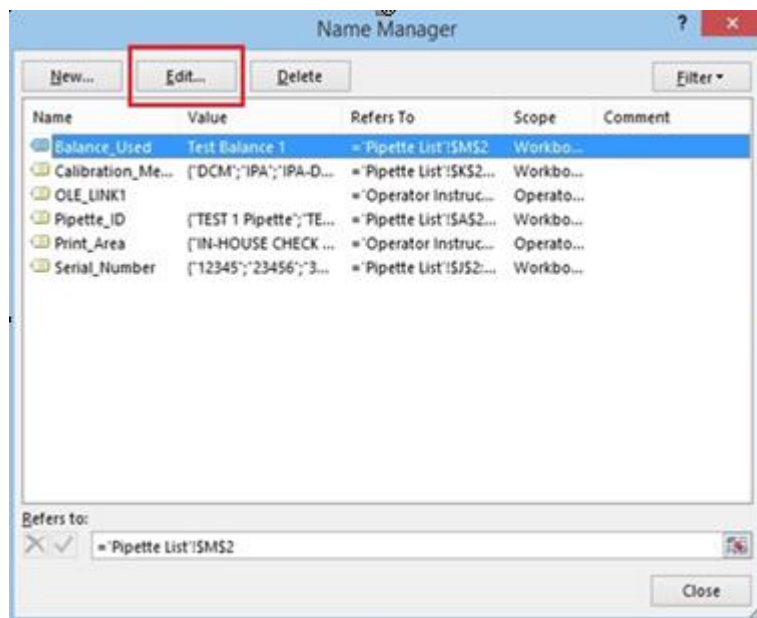 Name Manager
?
New... Edit... Delete Filter
Name Value Refers To Scope Comment
Balance_Used Test Balance 1 ='Pipette List'!$M$2 Workbo...
Calibration_Me... {"DCM";"IPA";"IPA-D... ='Pipette List'!$K$2... Workbo...
OLE_LINK1 ='Operator Instruc... Operato...
Pipette_ID {"TEST 1 Pipette";"TE... ='Pipette List'!$A$2... Workbo...
Print_Area {"IN-HOUSE CHECK ... ='Operator Instruc... Operato...
Serial_Number {"12345";"23456";"3... ='Pipette List'!$J$2:... Workbo...
Refers to:
='Pipette List'!$M$2
Close